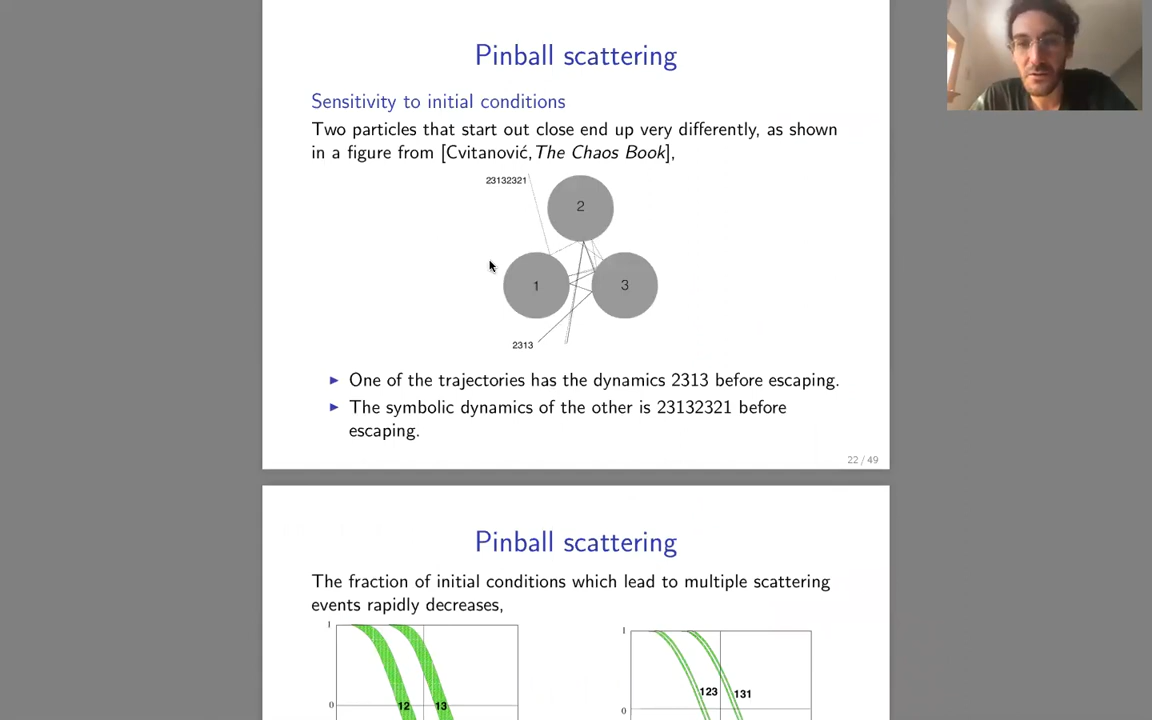 Pinball scattering
Sensitivity to initial conditions
Two particles that start out close end up very differently, as shown
in a figure from [Cvitanović, The Chaos Book],
23132321
2
1
3
2313
One of the trajectories has the dynamics 2313 before escaping.
The symbolic dynamics of the other is 23132321 before
escaping.
22 / 49
Pinball scattering
The fraction of initial conditions which lead to multiple scattering
events rapidly decreases,
1
0
12
13
1
0
123
131